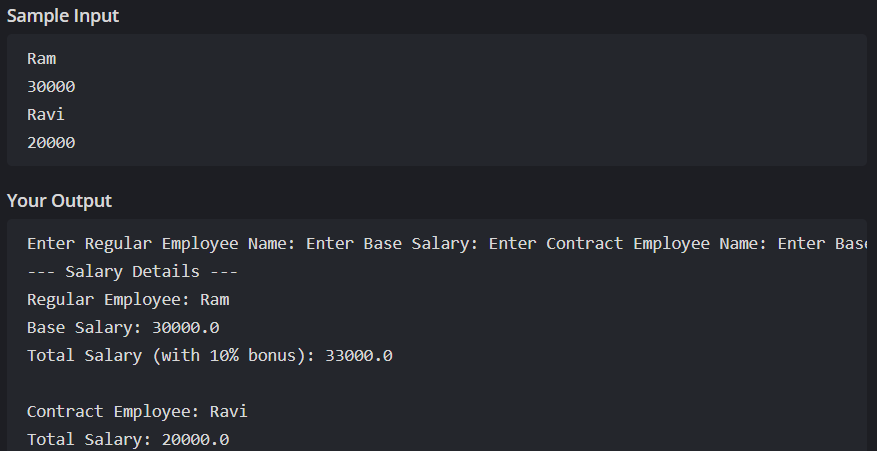 Sample Input
Ram
30000
Ravi
20000
Your Output
Enter Regular Employee Name: Enter Base Salary: Enter Contract Employee Name: Enter
--- Salary Details ---
Regular Employee: Ram
Base Salary: 30000.0
Total Salary (with 10% bonus): 33000.0
Contract Employee: Ravi
Total Salary: 20000.0